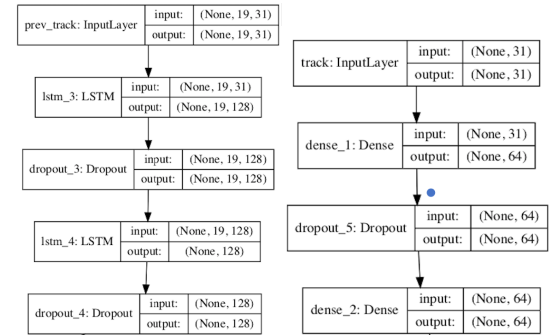 prev_track: InputLayer
input: (None, 19, 31)
output: (None, 19, 31)
lstm_3: LSTM
input: (None, 19, 31)
output: (None, 19, 128)
dropout_3: Dropout
input: (None, 19, 128)
output: (None, 19, 128)
lstm_4: LSTM
input: (None, 19, 128)
output: (None, 128)
dropout_4: Dropout
input: (None, 128)
output: (None, 128)
track: InputLayer
input: (None, 31)
output: (None, 31)
dense_1: Dense
input: (None, 31)
output: (None, 64)
dropout_5: Dropout
input: (None, 64)
output: (None, 64)
dense_2: Dense
input: (None, 64)
output: (None, 64)